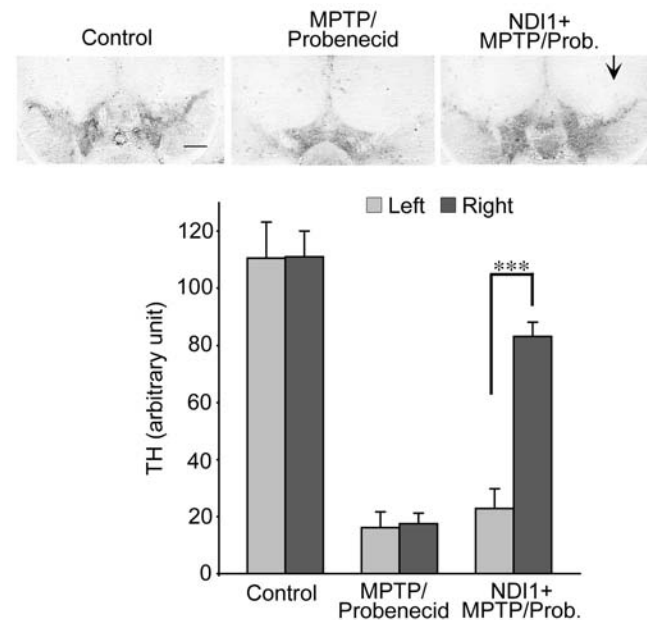 Control
MPTP/
Probenecid
NDI1+
MPTP/Prob.
Left
Right
***
TH (arbitrary unit)
120
100
80
60
40
20
0
Control
MPTP/
Probenecid
NDI1+
MPTP/Prob.